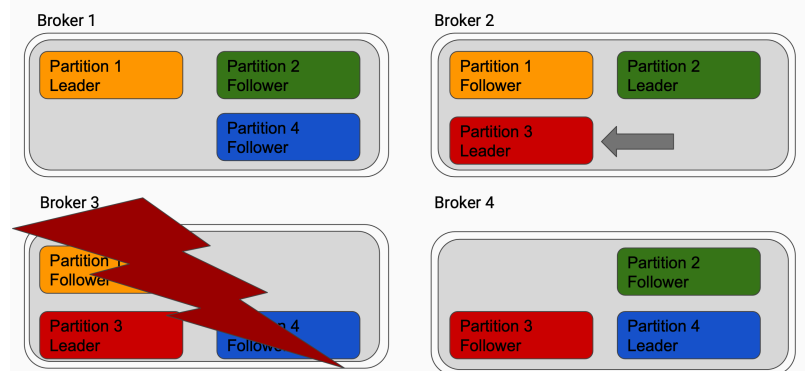 Broker 1
Partition 1
Leader
Partition 2
Follower
Partition 4
Follower
Broker 2
Partition 1
Follower
Partition 2
Leader
Partition 3
Leader
Broker 3
Partition
Follower
Partition 3
Leader
4
Broker 4
Partition 2
Follower
Partition 3
Follower
Partition 4
Leader